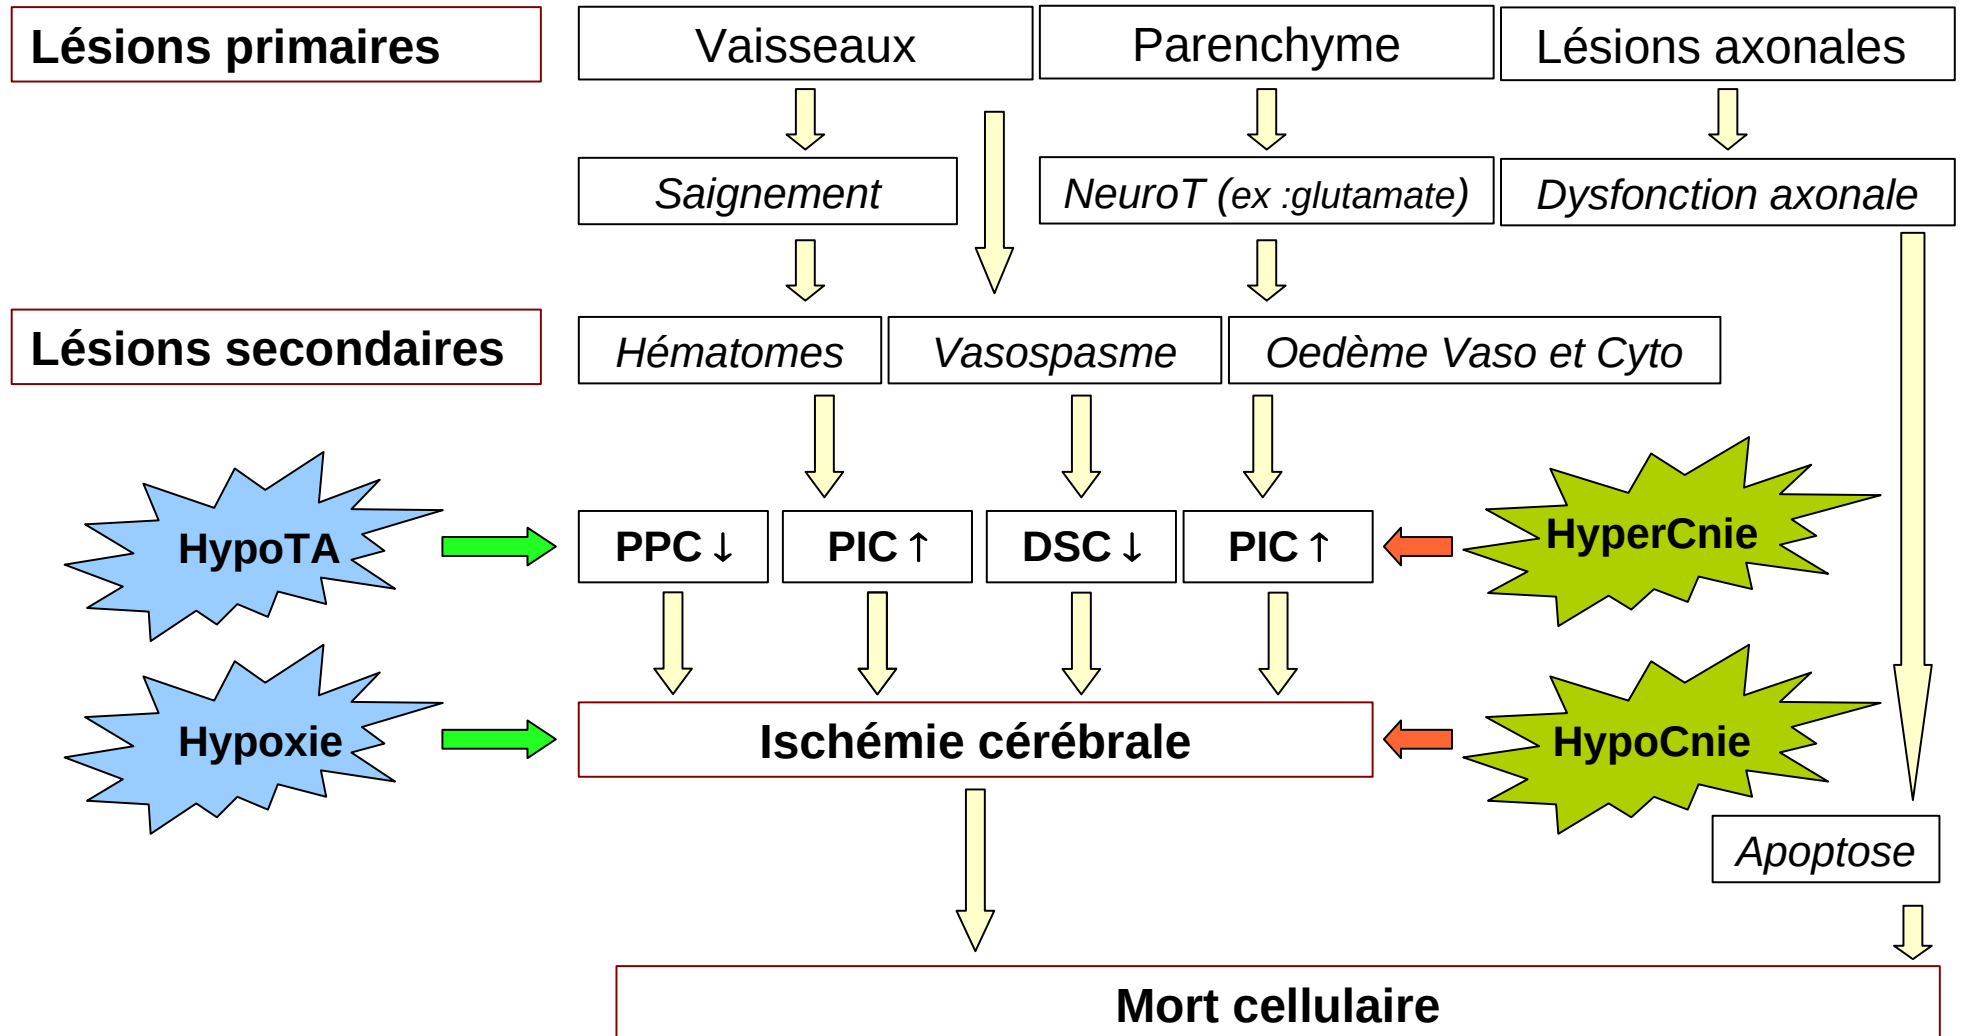 Lésions primaires
Vaisseaux
Parenchyme
Lésions axonales
Saignement
NeuroT (ex :glutamate)
Dysfonction axonale
Lésions secondaires
Hématomes
Vasospasme
Oedème Vaso et Cyto
HypoTA
PPC ↓
PIC ↑
DSC ↓
PIC ↑
HyperCnie
Hypoxie
Ischémie cérébrale
HypoCnie
Apoptose
Mort cellulaire